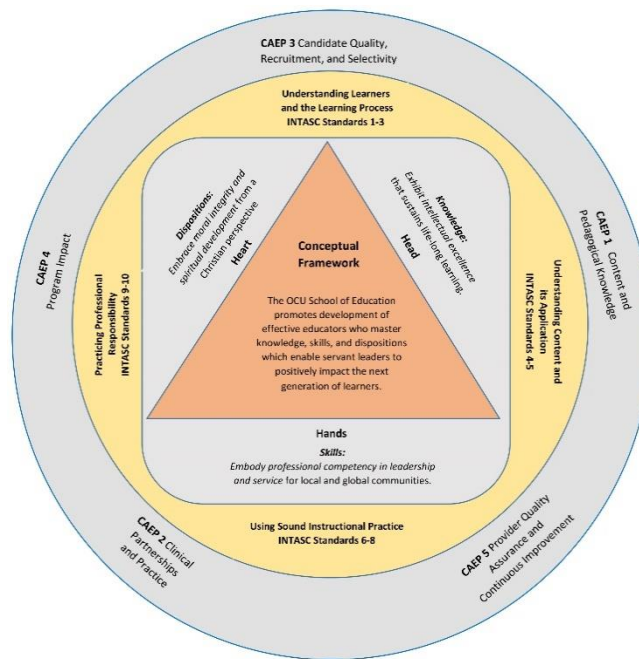 CAEP 3 Candidate Quality,
Recruitment, and Selectivity
Understanding Learners
and the Learning Process
INTASC Standards 1-3
CAEP 4
Program Impact
Practicing Professional
Responsibility
INTASC Standards 9-10
Dispositions:
Embrace moral integrity and
spiritual development from a
Christian perspective
Heart
Knowledge:
Exhibit intellectual excellence
that sustains life-long learning.
Head
Understanding Content and
its Application
INTASC Standards 4-5
CAEP 1 Content and
Pedagogical Knowledge
Conceptual
Framework
The OCU School of Education
promotes development of
effective educators who master
knowledge, skills, and dispositions
which enable servant leaders to
positively impact the next
generation of learners.
Hands
Skills:
Embody professional competency in leadership
and service for local and global communities.
Using Sound Instructional Practice
INTASC Standards 6-8
CAEP 2 Clinical
Partnerships
and Practice
CAEP 5 Provider Quality
Assurance and
Continuous Improvement